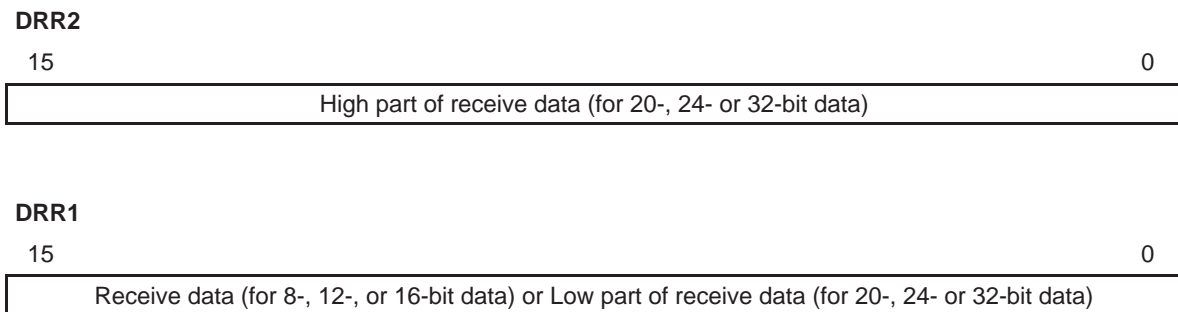 DRR2
15 0
High part of receive data (for 20-, 24- or 32-bit data)
DRR1
15 0
Receive data (for 8-, 12-, or 16-bit data) or Low part of receive data (for 20-, 24- or 32-bit data)